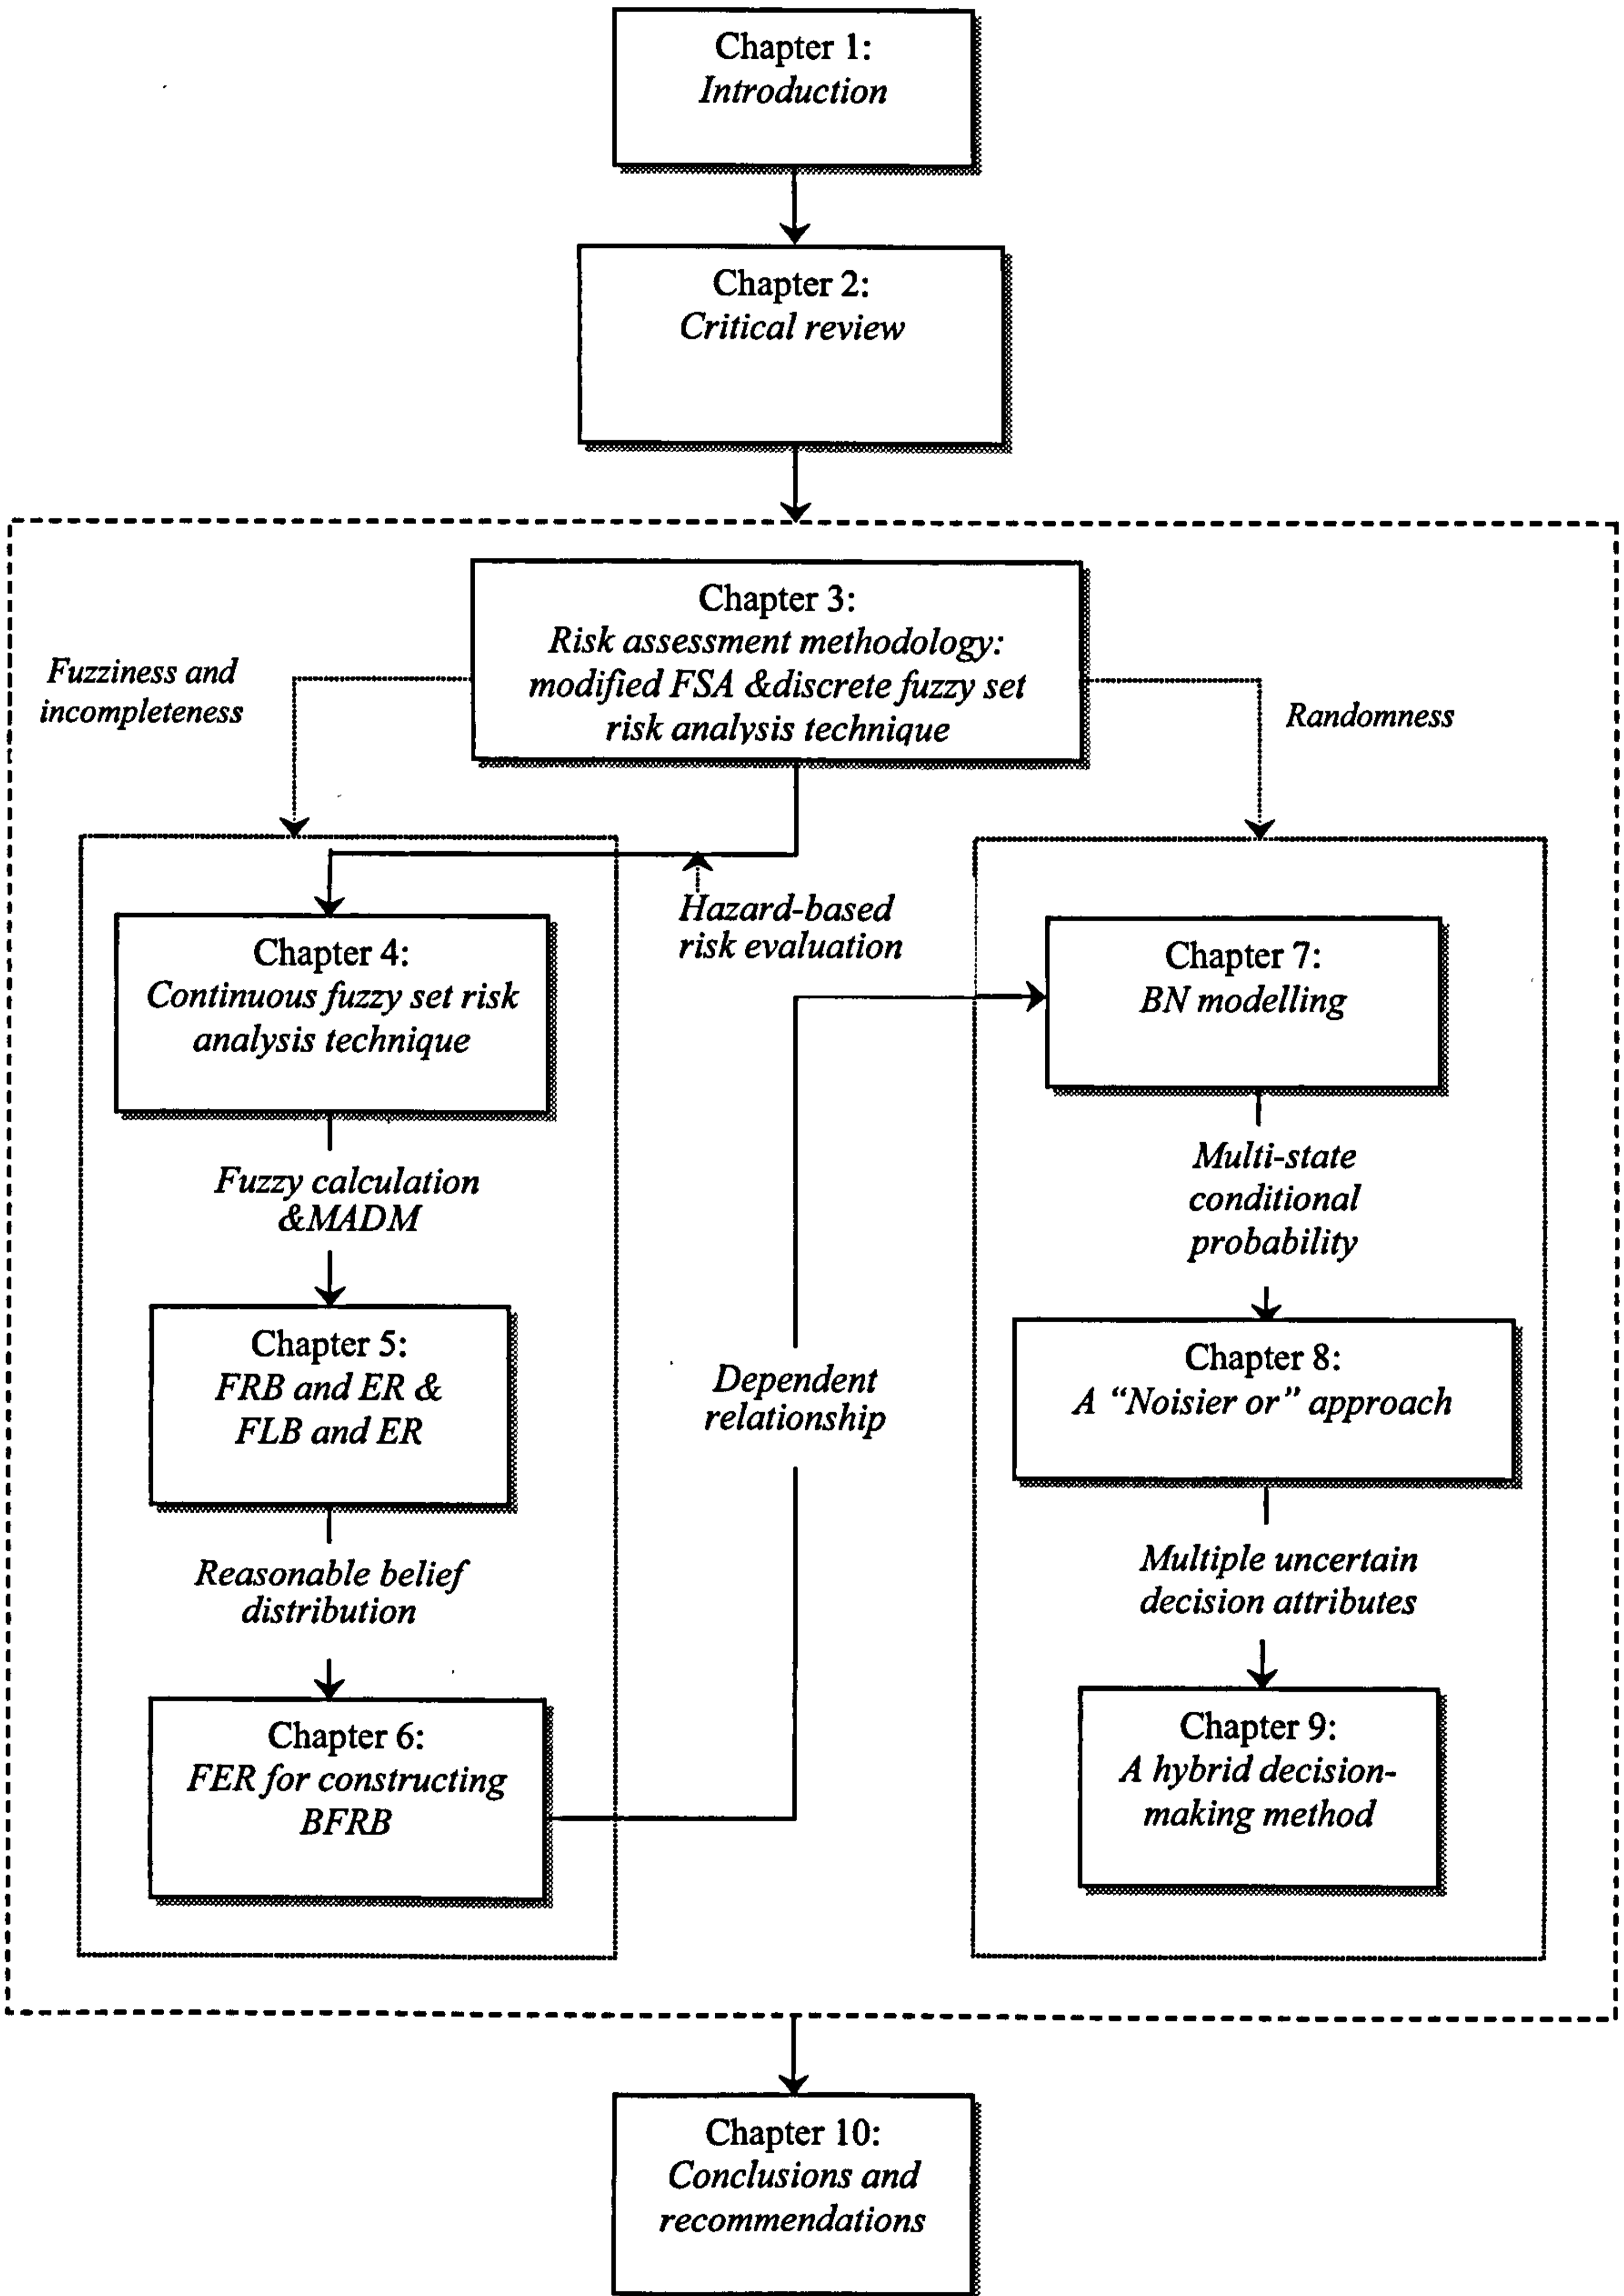 Chapter 1:
Introduction
Chapter 2:
Critical review
Chapter 3:
Risk assessment methodology:
modified FSA &discrete fuzzy set
risk analysis technique
Fuzziness and
incompleteness
Randomness
Hazard-based
risk evaluation
Chapter 4:
Continuous fuzzy set risk
analysis technique
Fuzzy calculation
&MADM
Chapter 5:
FRB and ER &
FLB and ER
Reasonable belief
distribution
Chapter 6:
FER for constructing
BFRB
Dependent
relationship
Chapter 7:
BN modelling
Multi-state
conditional
probability
Chapter 8:
A “Noisier or” approach
Multiple uncertain
decision attributes
Chapter 9:
A hybrid decision-
making method
Chapter 10:
Conclusions and
recommendations